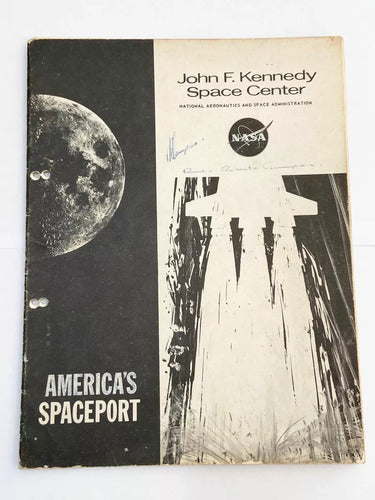 John F. Kennedy
Space Center
NATIONAL AERONAUTICS AND SPACE ADMINISTRATION
NASA
AMERICA'S
SPACEPORT